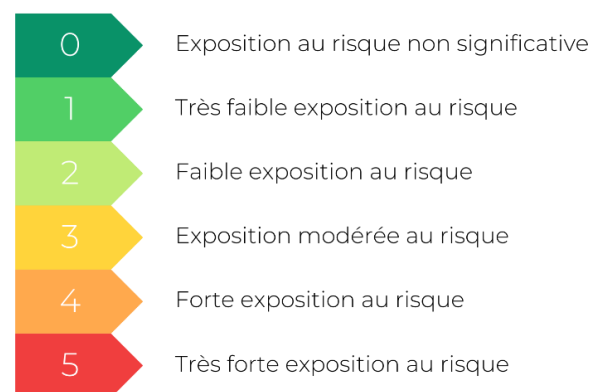 0 Exposition au risque non significative
1 Très faible exposition au risque
2 Faible exposition au risque
3 Exposition modérée au risque
4 Forte exposition au risque
5 Très forte exposition au risque